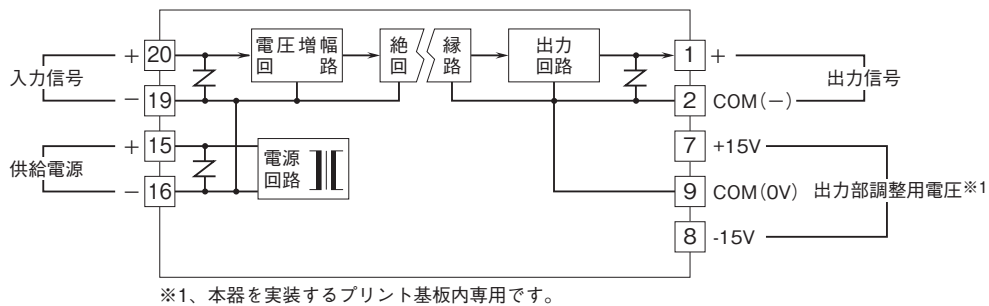 入力信号
+ 20
− 19
供給電源
+ 15
− 16
電圧増幅
回路
絶縁
回路
出力
回路
電源
回路
1 +
2 COM(−)
出力信号
7 +15V
9 COM(0V)
8 -15V
出力部調整用電圧※1
※1、本器を実装するプリント基板内専用です。